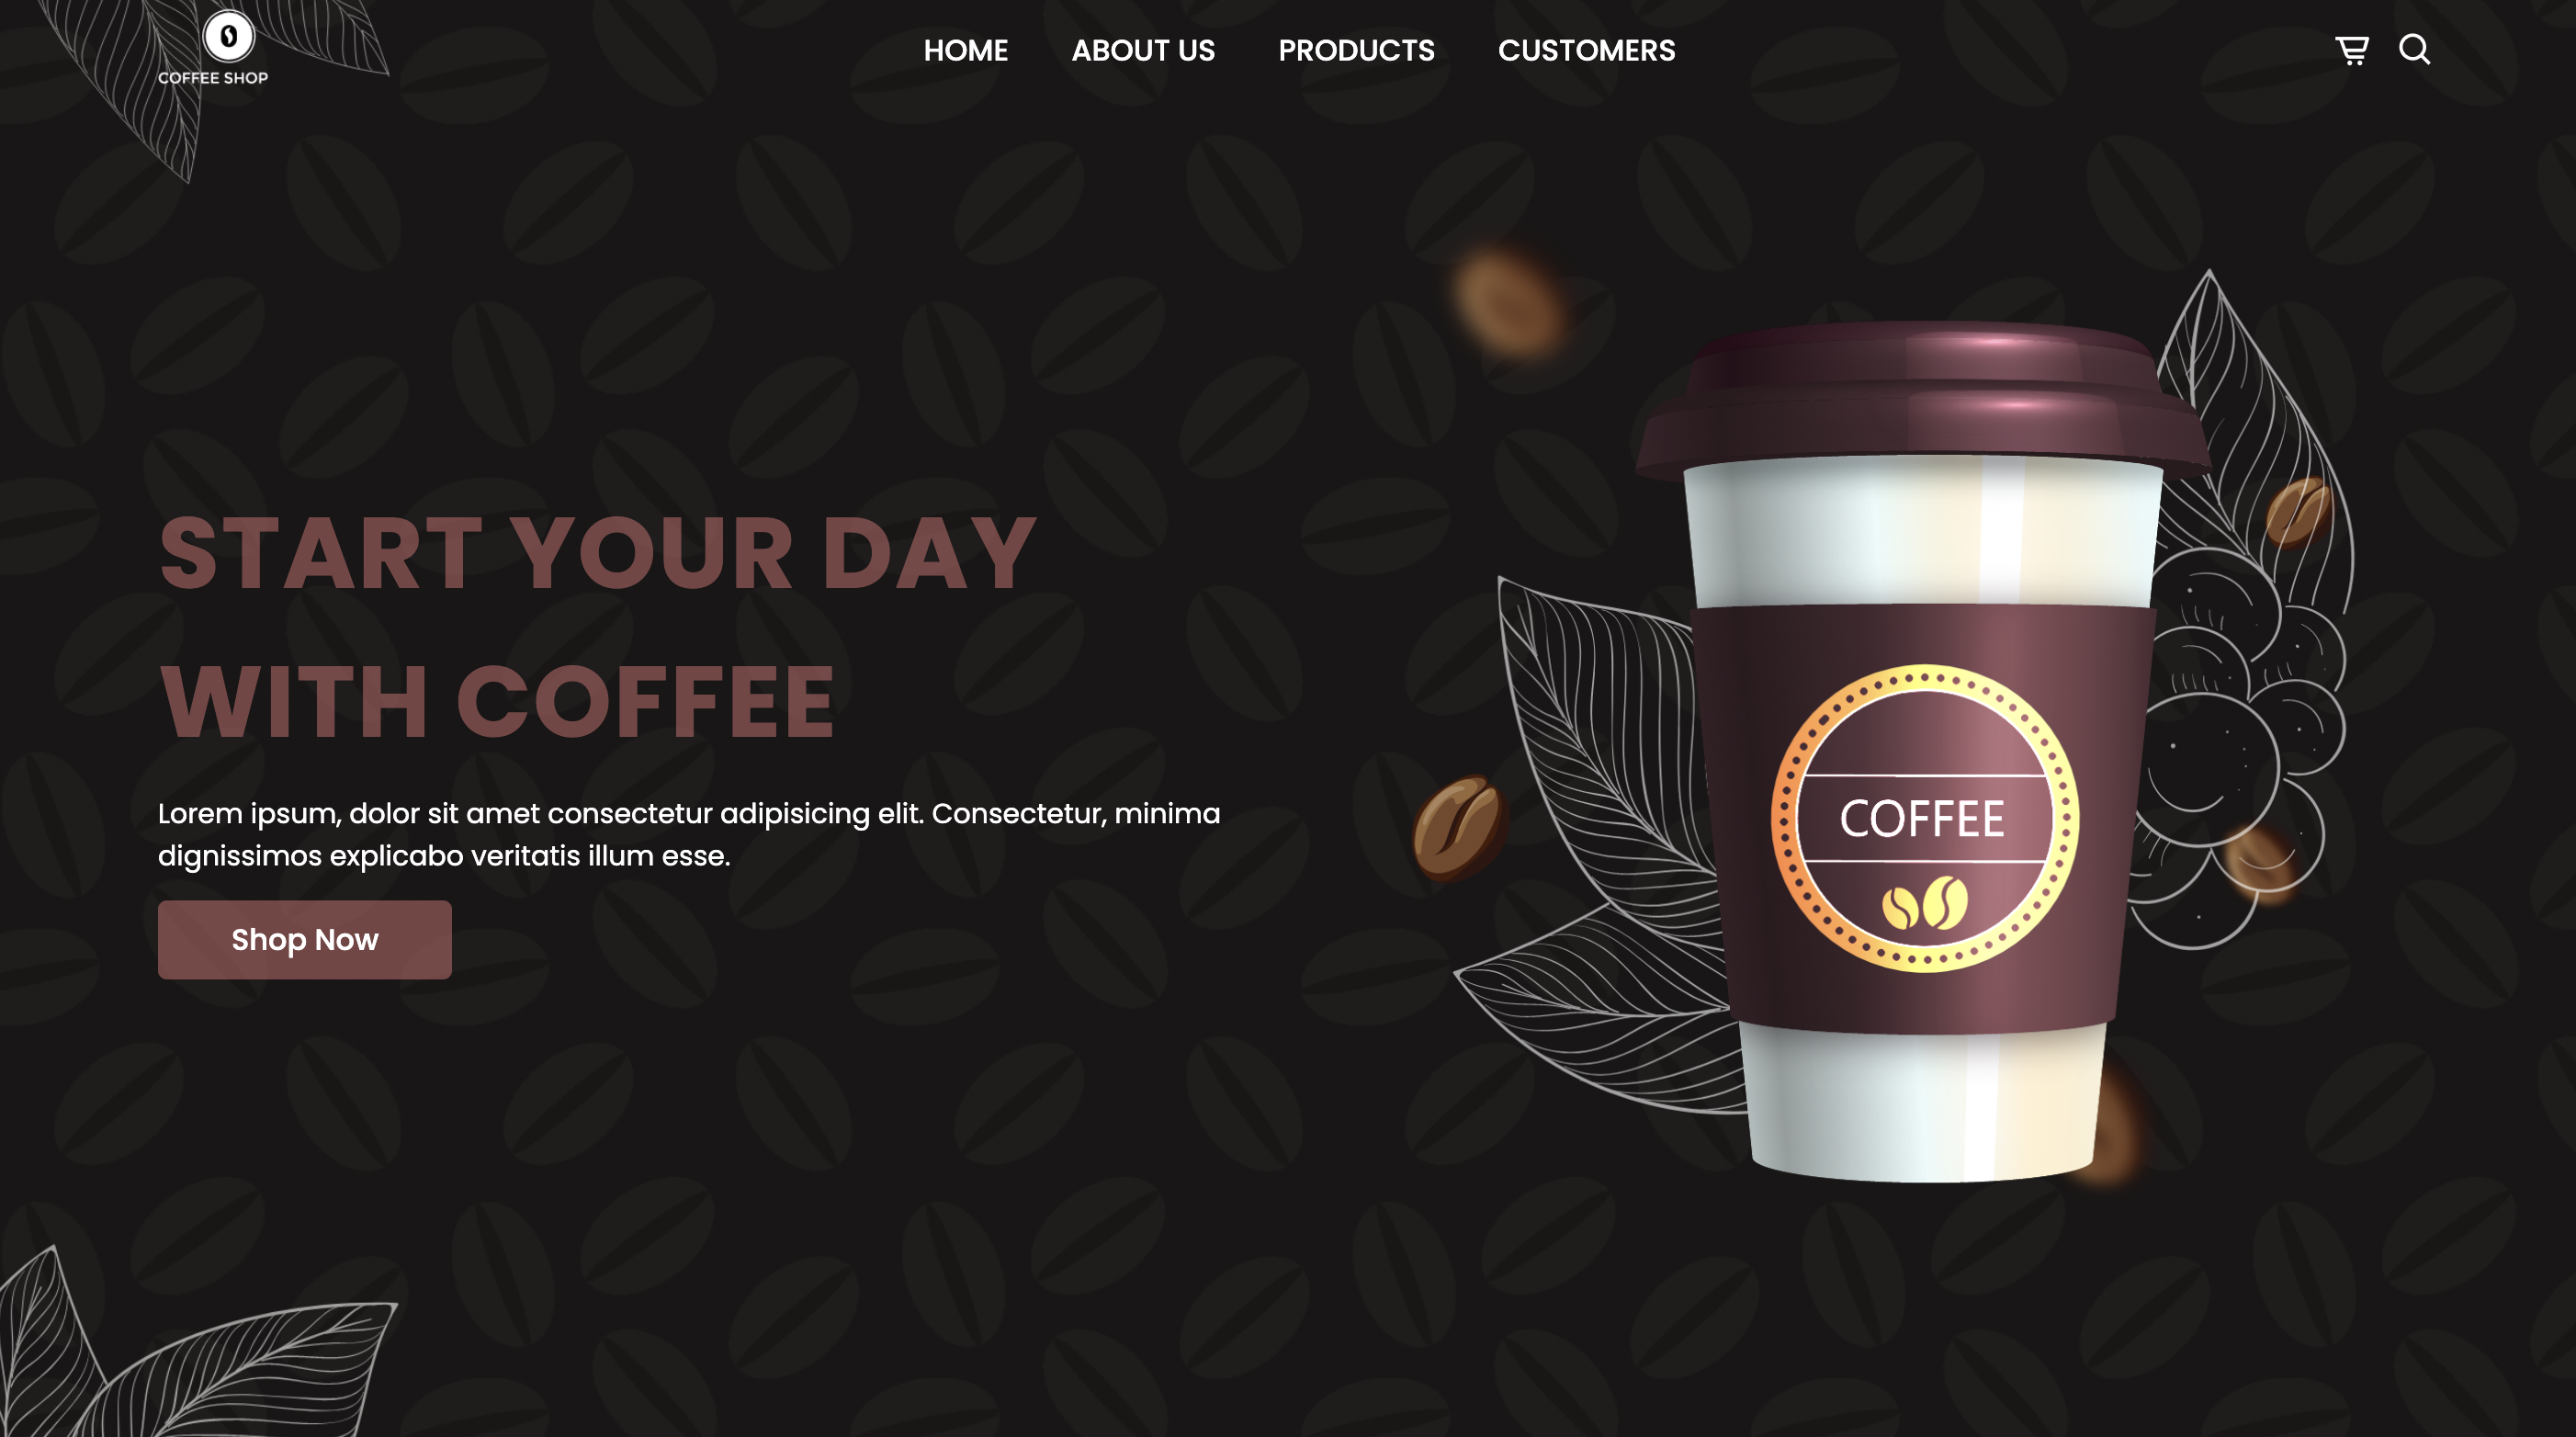 COFFEE SHOP
HOME
ABOUT US
PRODUCTS
CUSTOMERS
START YOUR DAY
WITH COFFEE
Lorem ipsum, dolor sit amet consectetur adipisicing elit. Consectetur, minima
dignissimos explicabo veritatis illum esse.
Shop Now
COFFEE